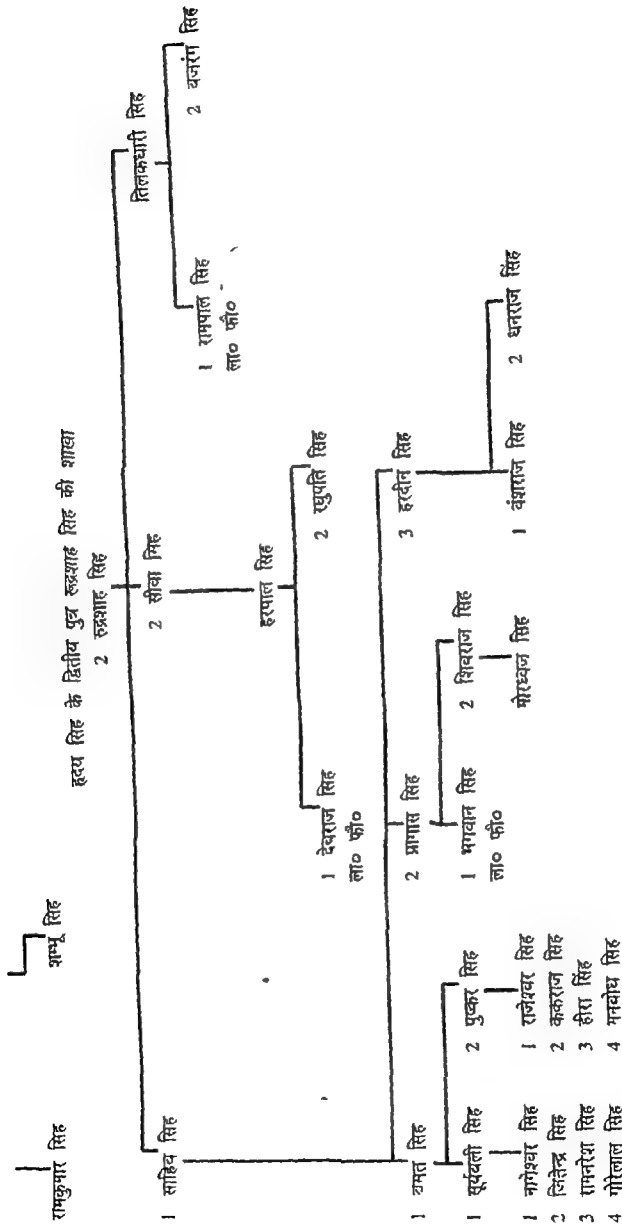 रामकुमार सिंह
शम्भू सिंह
हृदय सिंह के द्वितीय पुत्र रूद्रशाह सिंह की शाखा
2 रुद्रशाह सिंह
1 साहिब सिंह
2 सीवा सिंह
तिलकधारी सिंह
1 रामपाल सिंह
ला० फौ०
2 बजरंग सिंह
हरपाल सिंह
1 देवराज सिंह
ला० फौ०
2 रघुपति सिंह
1 सिंह
2 प्रागास सिंह
3 हरदीन सिंह
1 सूर्यबली सिंह
2 पुष्कर सिंह
1 भगवान सिंह
ला० फौ०
2 शिवराज सिंह
1 वंशराज सिंह
2 धनराज सिंह
मोरध्वज सिंह
1 नागेश्वर सिंह
2 जितेन्द्र सिंह
3 रामनरेश सिंह
4 गोरेलाल सिंह
1 राजेश्वर सिंह
2 ककराज सिंह
3 हीरा सिंह
4 मनबोध सिंह